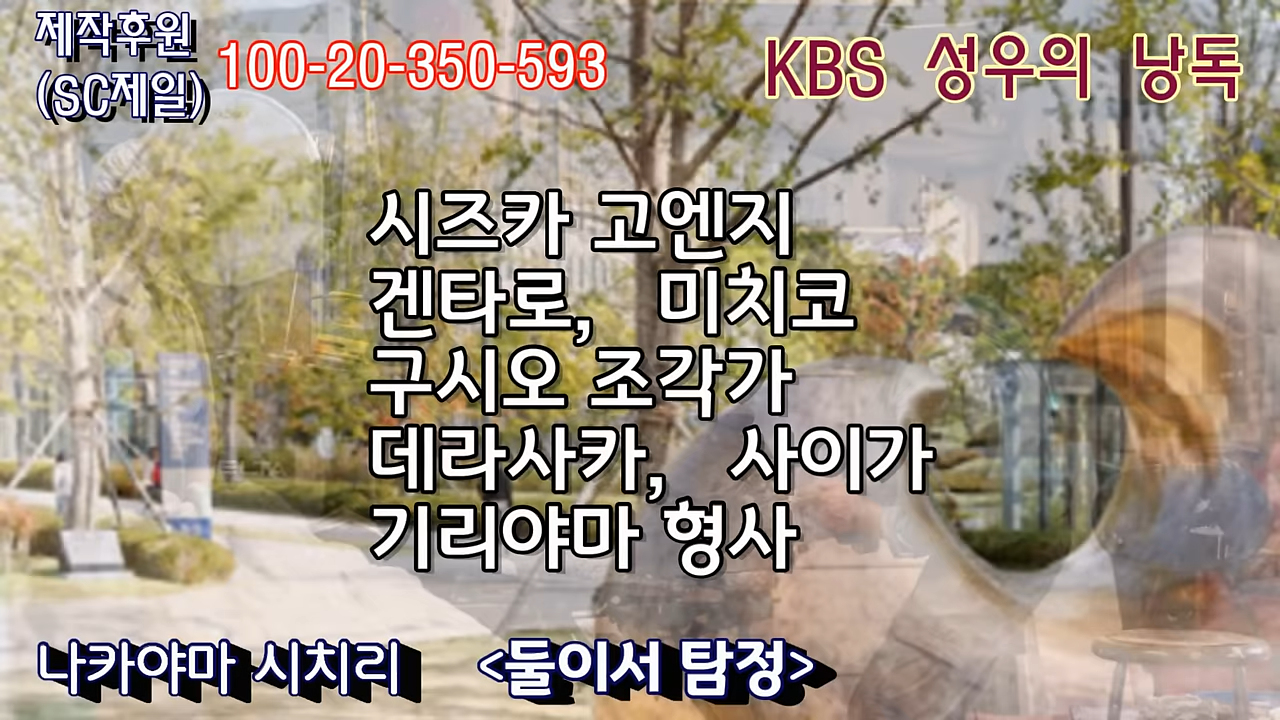 제작후원
(SC제일)
100-20-350-593
KBS 성우의 낭독
시즈카 고엔지
겐타로, 미치코
구시오 조각가
데라사카, 사이가
기리야마 형사
나카야마 시치리 <둘이서 탐정>